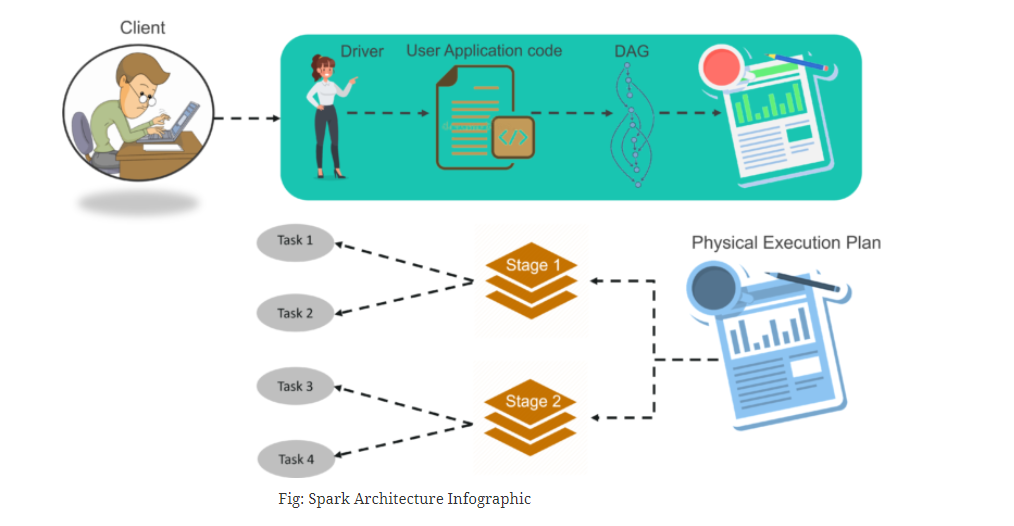 Client
Driver
User Application code
DAG
</>
Task 1
Stage 1
Physical Execution Plan
Task 2
Task 3
Stage 2
Task 4
Fig: Spark Architecture Infographic